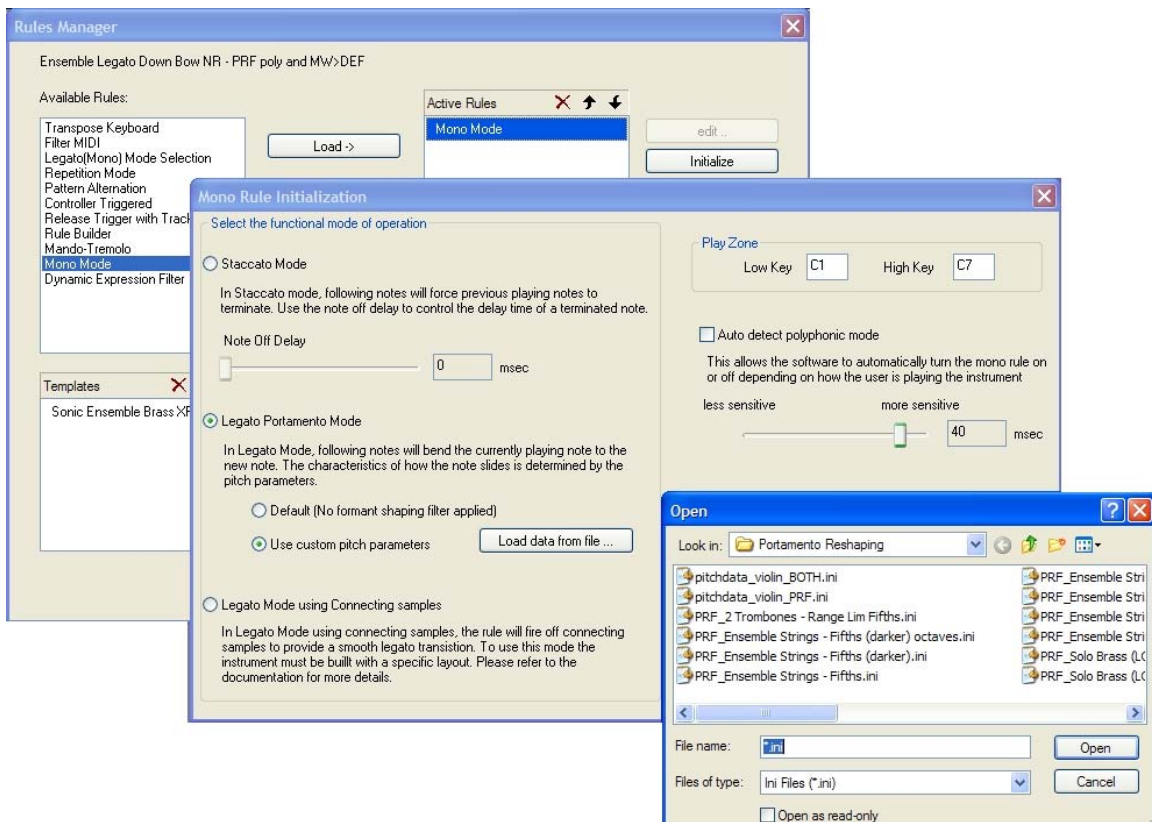 Rules Manager
Ensemble Legato Down Bow NR - PRF poly and MW>DEF
Available Rules:
Transpose Keyboard
Filter MIDI
Legato(Mono) Mode Selection
Repetition Mode
Pattern Alternation
Controller Triggered
Release Trigger with Track
Rule Builder
Mando-Tremolo
Mono Mode
Dynamic Expression Filter
Load ->
Active Rules
Mono Mode
edit ..
Initialize
Templates
Sonic Ensemble Brass XF
Mono Rule Initialization
Select the functional mode of operation
Staccato Mode
In Staccato mode, following notes will force previous playing notes to
terminate. Use the note off delay to control the delay time of a terminated note.
Note Off Delay
0 msec
Legato Portamento Mode
In Legato Mode, following notes will bend the currently playing note to the
new note. The characteristics of how the note slides is determined by the
pitch parameters.
Default (No formant shaping filter applied)
Use custom pitch parameters
Load data from file ...
Legato Mode using Connecting samples
In Legato Mode using connecting samples, the rule will fire off connecting
samples to provide a smooth legato transistion. To use this mode the
instrument must be buillt with a specific layout. Please refer to the
documentation for more details.
Play Zone
Low Key C1 High Key C7
Auto detect polyphonic mode
This allows the software to automatically turn the mono rule on
or off depending on how the user is playing the instrument
less sensitive more sensitive
40 msec
Open
Look in: Portamento Reshaping
pitchdata_violin_BOTH.ini
pitchdata_violin_PRF.ini
PRF_2 Trombones - Range Lim Fifths.ini
PRF_Ensemble Strings - Fifths (darker) octaves.ini
PRF_Ensemble Strings - Fifths (darker).ini
PRF_Ensemble Strings - Fifths.ini
PRF_Ensemble Stri
PRF_Ensemble Stri
PRF_Ensemble Stri
PRF_Ensemble Stri
PRF_Solo Brass (LC
PRF_Solo Brass (LC
File name: *.ini
Open
Files of type: Ini Files (*.ini)
Cancel
Open as read-only